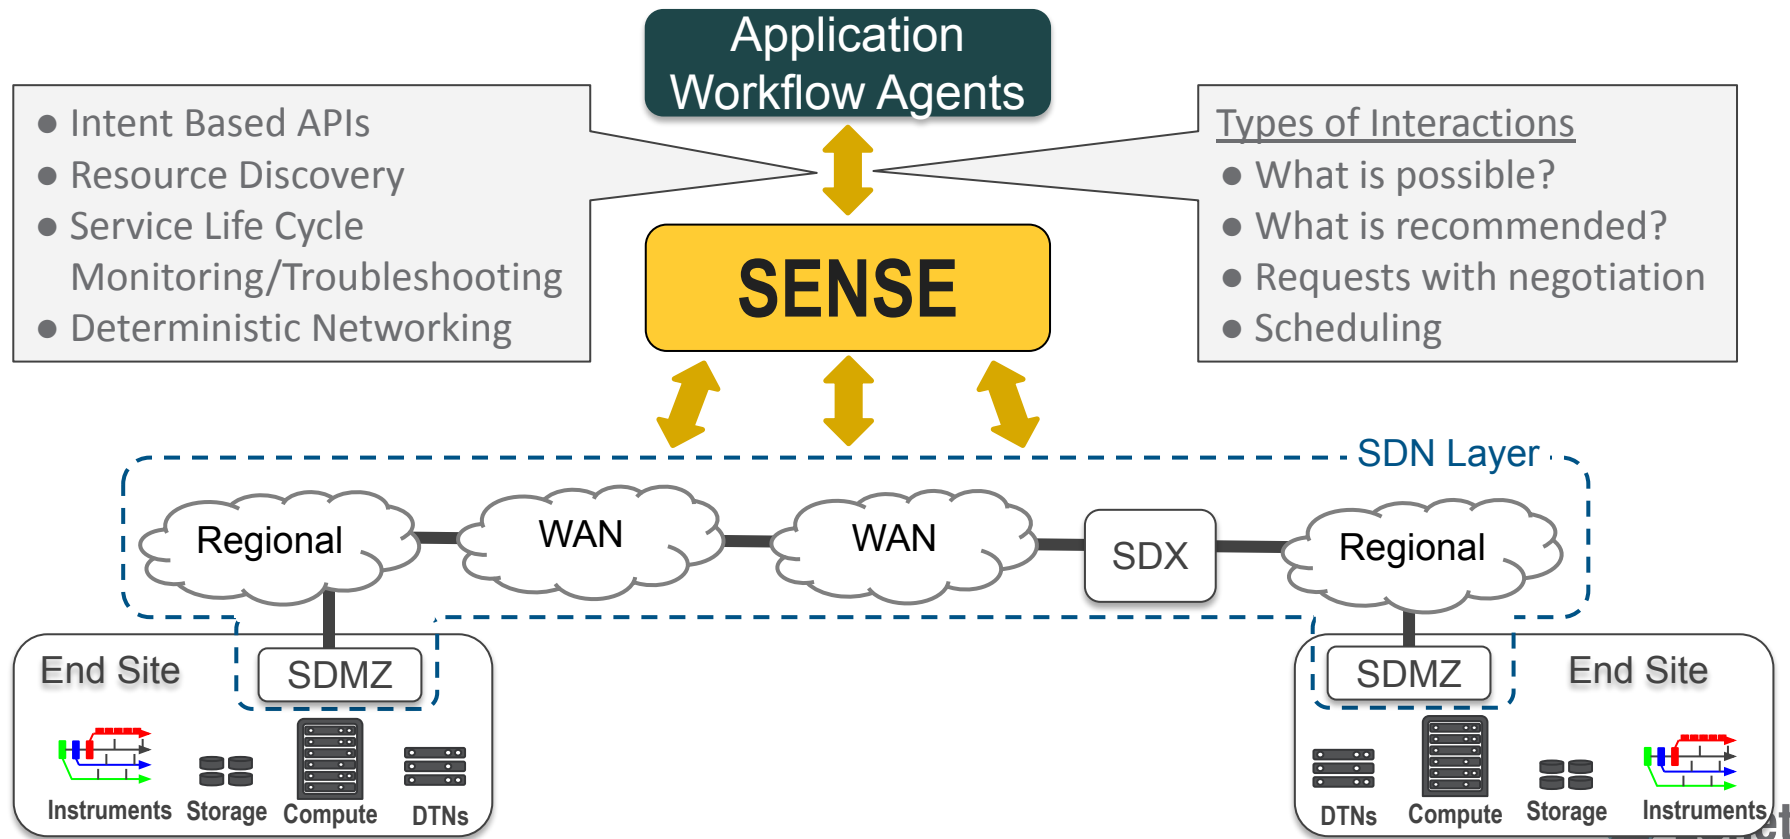 Application
Workflow Agents
● Intent Based APIs
● Resource Discovery
● Service Life Cycle
Monitoring/Troubleshooting
● Deterministic Networking
Types of Interactions
● What is possible?
● What is recommended?
● Requests with negotiation
● Scheduling
SENSE
SDN Layer
Regional
WAN
WAN
SDX
Regional
End Site
SDMZ
SDMZ
End Site
Instruments
Storage
Compute
DTNs
DTNs
Compute
Storage
Instruments